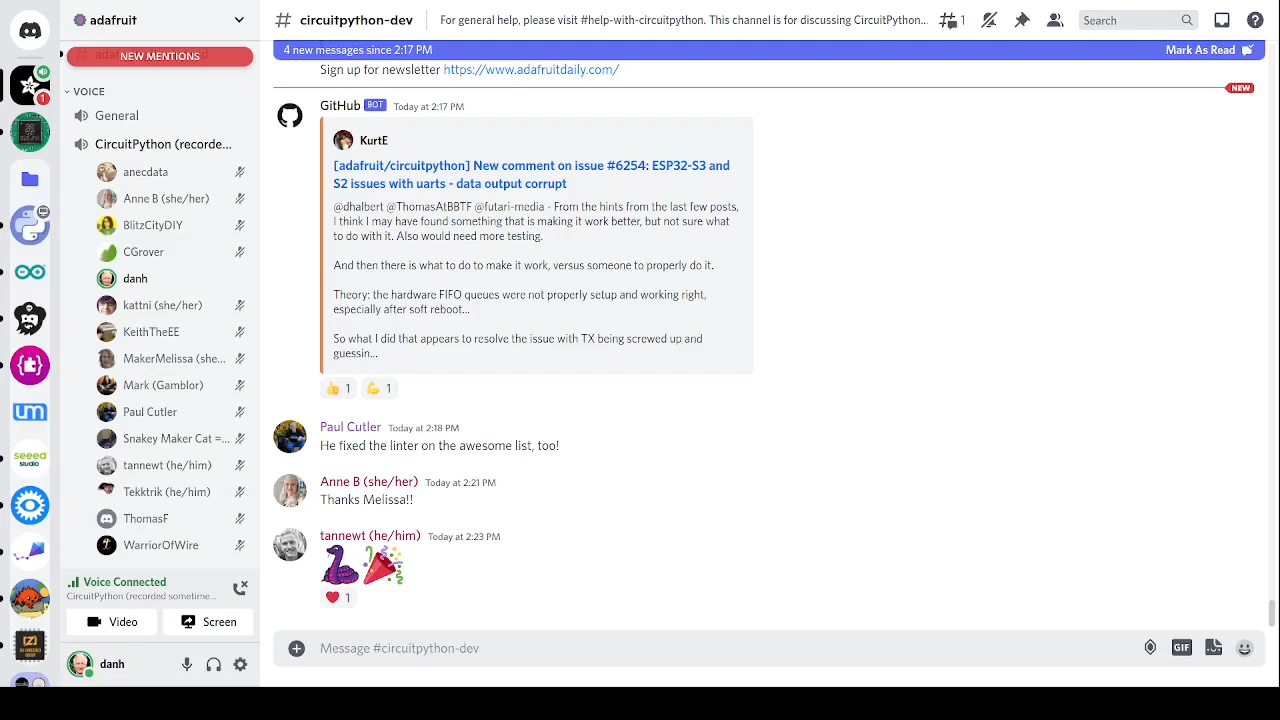 adafruit
# circuitpython-dev
For general help, please visit #help-with-circuitpython. This channel is for discussing CircuitPython...
1
Search
NEW MENTIONS
4 new messages since 2:17 PM
Mark As Read
Sign up for newsletter https://www.adafruitdaily.com/
NEW
1
VOICE
General
CircuitPython (recorde...
anecdata
Anne B (she/her)
BlitzCityDIY
CGrover
danh
kattni (she/her)
KeithTheEE
MakerMelissa (she...
Mark (Gamblor)
Paul Cutler
Snakey Maker Cat =...
tannewt (he/him)
Tekktrik (he/him)
ThomasF
WarriorOfWire
um
seeed
studio
Voice Connected
CircuitPython (recorded sometime...
Video
Screen
danh
GitHub BOT Today at 2:17 PM
KurtE
[adafruit/circuitpython] New comment on issue #6254: ESP32-S3 and
S2 issues with uarts - data output corrupt
@dhalbert @ThomasAtBBTF @futari-media - From the hints from the last few posts,
I think I may have found something that is making it work better, but not sure what
to do with it. Also would need more testing.
And then there is what to do to make it work, versus someone to properly do it.
Theory: the hardware FIFO queues were not properly setup and working right,
especially after soft reboot...
So what I did that appears to resolve the issue with TX being screwed up and
guessin...
1
1
Paul Cutler Today at 2:18 PM
He fixed the linter on the awesome list, too!
Anne B (she/her) Today at 2:21 PM
Thanks Melissa!!
tannewt (he/him) Today at 2:23 PM
1
Message #circuitpython-dev
GIF